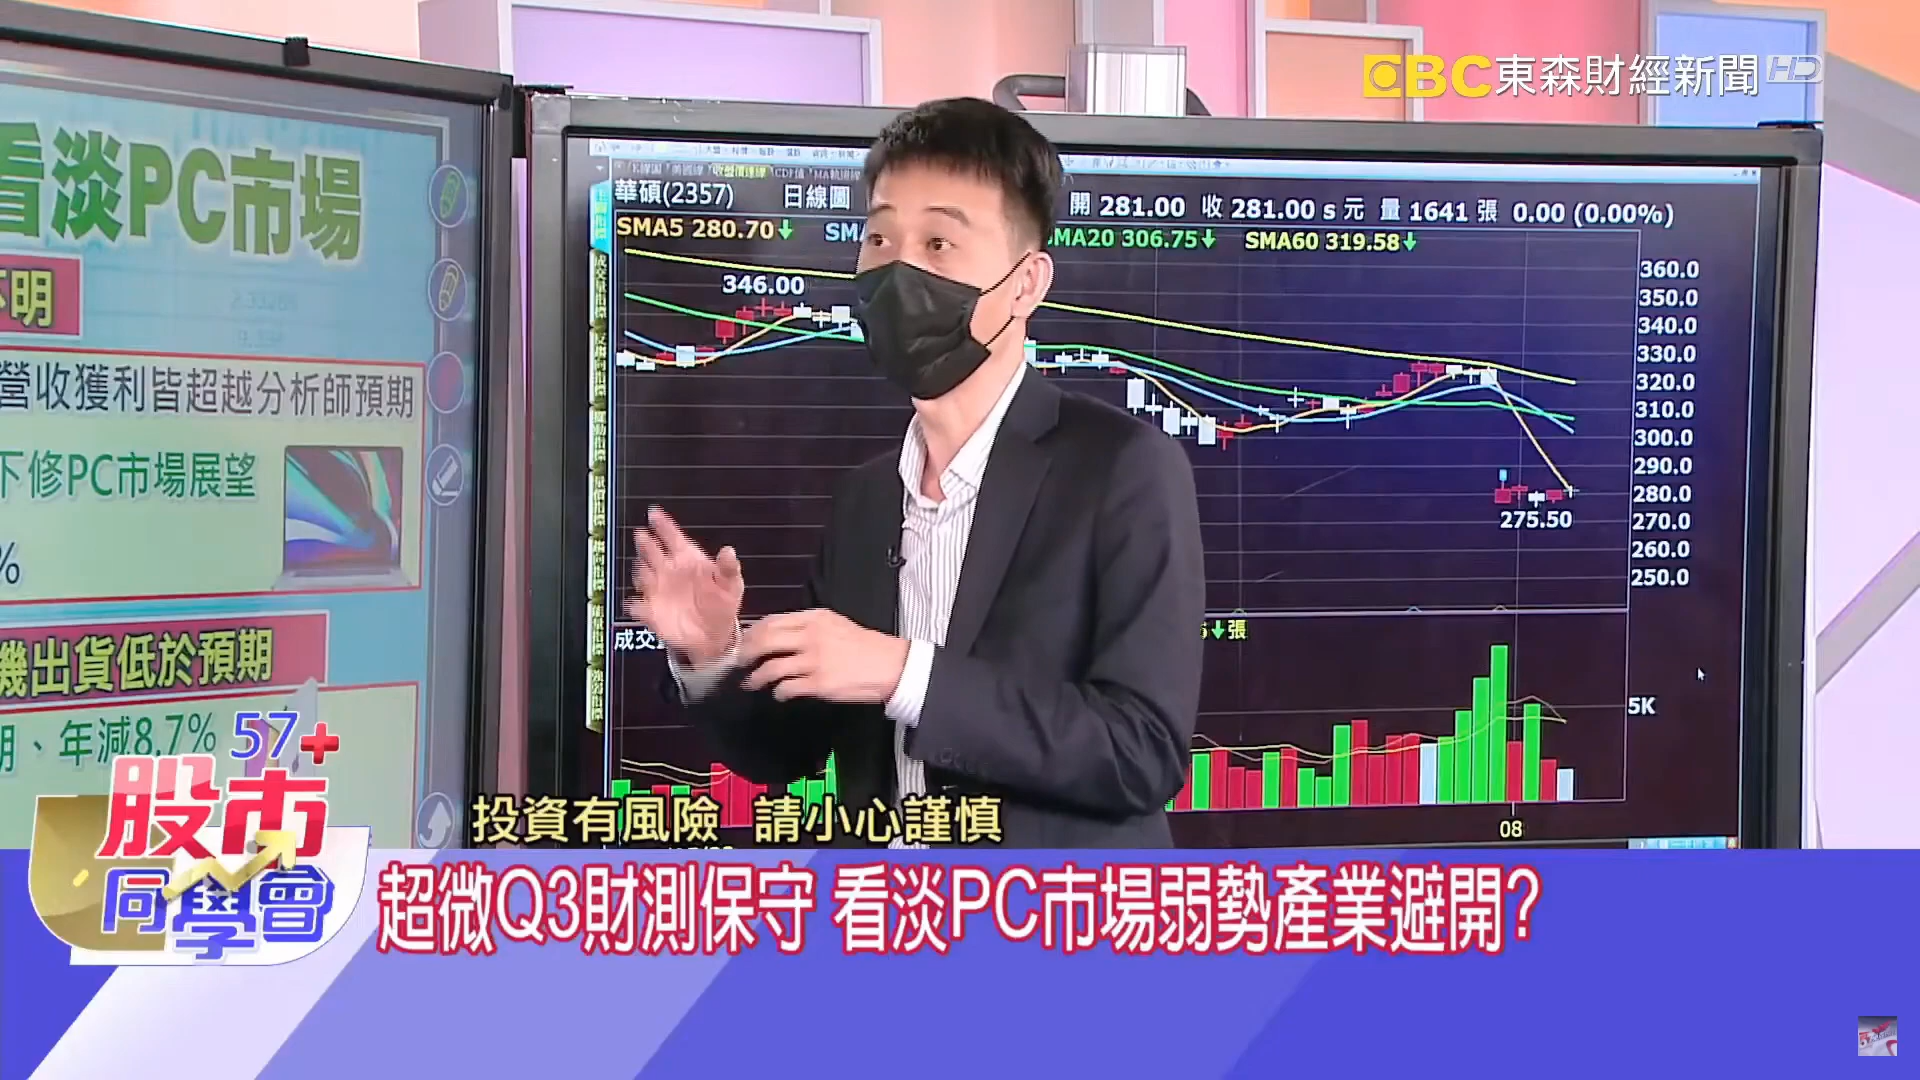 EBC東森財經新聞HD
看淡PC市場
不明
營收獲利皆超越分析師預期
下修PC市場展望
%
機出貨低於預期
期、年減8.7%
華碩(2357) 日線圖 開 281.00 收 281.00 s 元 量 1641 張 0.00 (0.00%)
SMA5 280.70↓ SMA SMA20 306.75↓ SMA60 319.58↓
346.00
275.50
360.0
350.0
340.0
330.0
320.0
310.0
300.0
290.0
280.0
270.0
260.0
250.0
成交 ↓張
5K
08
57+
股市
同學會
投資有風險 請小心謹慎
超微Q3財測保守 看淡PC市場弱勢產業避開?